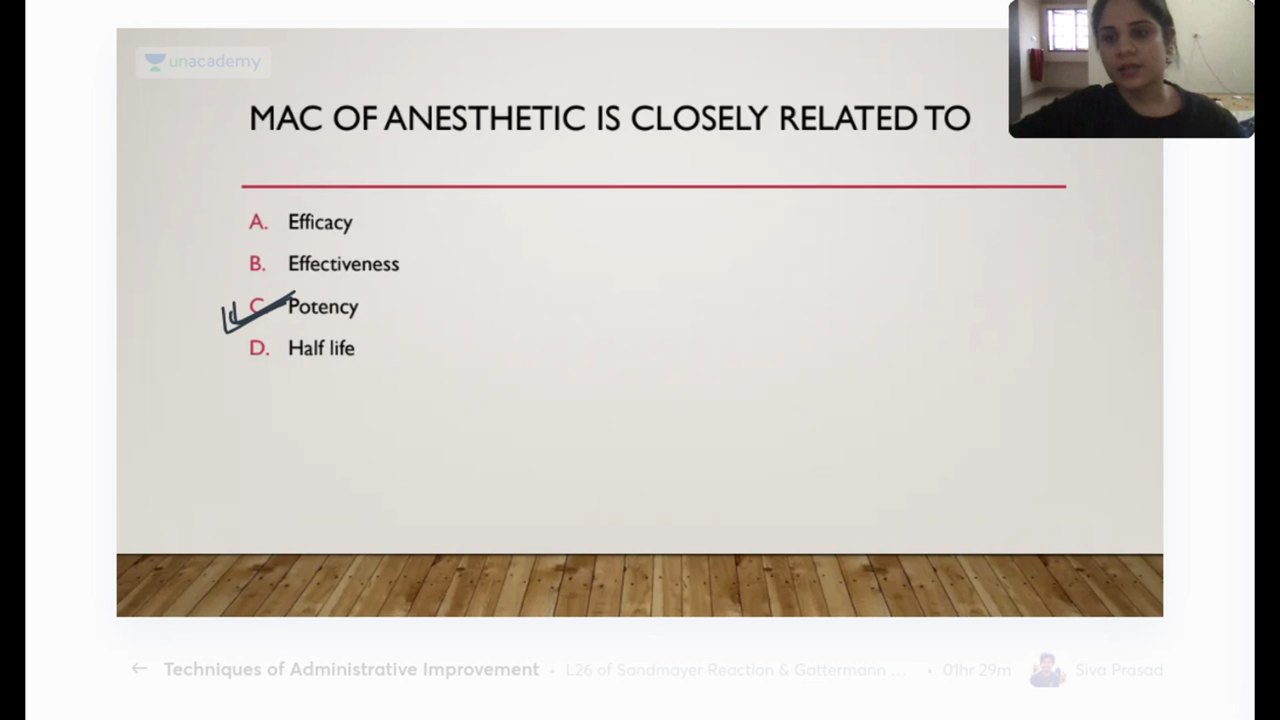 unacademy
MAC OF ANESTHETIC IS CLOSELY RELATED TO
A. Efficacy
B. Effectiveness
C. Potency
D. Half life
← Techniques of Administrative Improvement • L26 of Sandmayer Reaction & Gattermann ... • 01hr 29m Siva Prasad